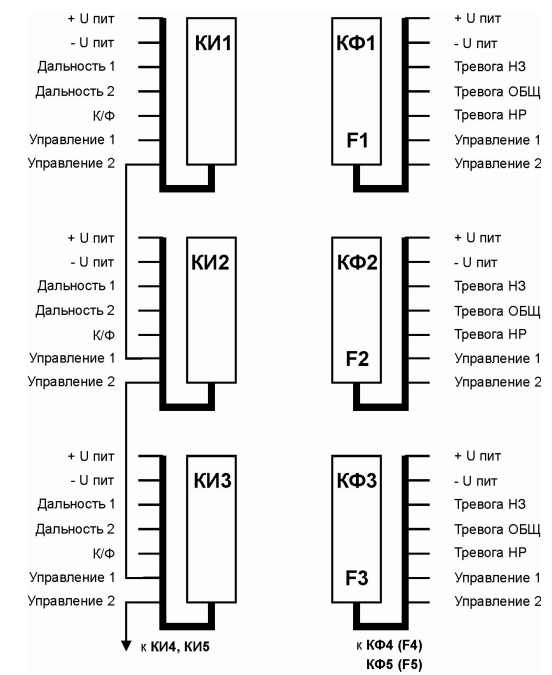 + U пит
- U пит
Дальность 1
Дальность 2
К/Ф
Управление 1
Управление 2
КИ1
КФ1
F1
+ U пит
- U пит
Тревога НЗ
Тревога ОБЩ
Тревога НР
Управление 1
Управление 2
+ U пит
- U пит
Дальность 1
Дальность 2
К/Ф
Управление 1
Управление 2
КИ2
КФ2
F2
+ U пит
- U пит
Тревога НЗ
Тревога ОБЩ
Тревога НР
Управление 1
Управление 2
+ U пит
- U пит
Дальность 1
Дальность 2
К/Ф
Управление 1
Управление 2
КИ3
КФ3
F3
+ U пит
- U пит
Тревога НЗ
Тревога ОБЩ
Тревога НР
Управление 1
Управление 2
к КИ4, КИ5
к КФ4 (F4)
КФ5 (F5)